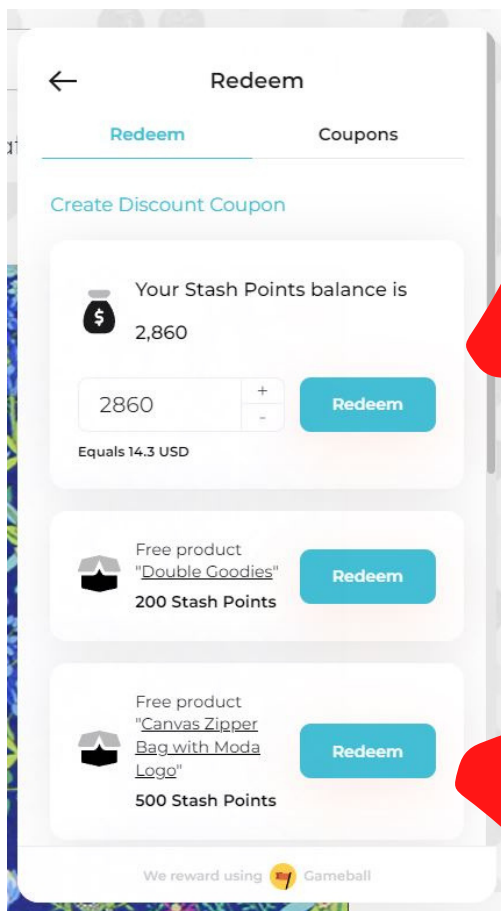 Redeem
Redeem Coupons
Create Discount Coupon
Your Stash Points balance is
2,860
2860 + Redeem
-
Equals 14.3 USD
Free product
"Double Goodies"
200 Stash Points
Redeem
Free product
"Canvas Zipper
Bag with Moda
Logo"
500 Stash Points
Redeem
We reward using Gameball